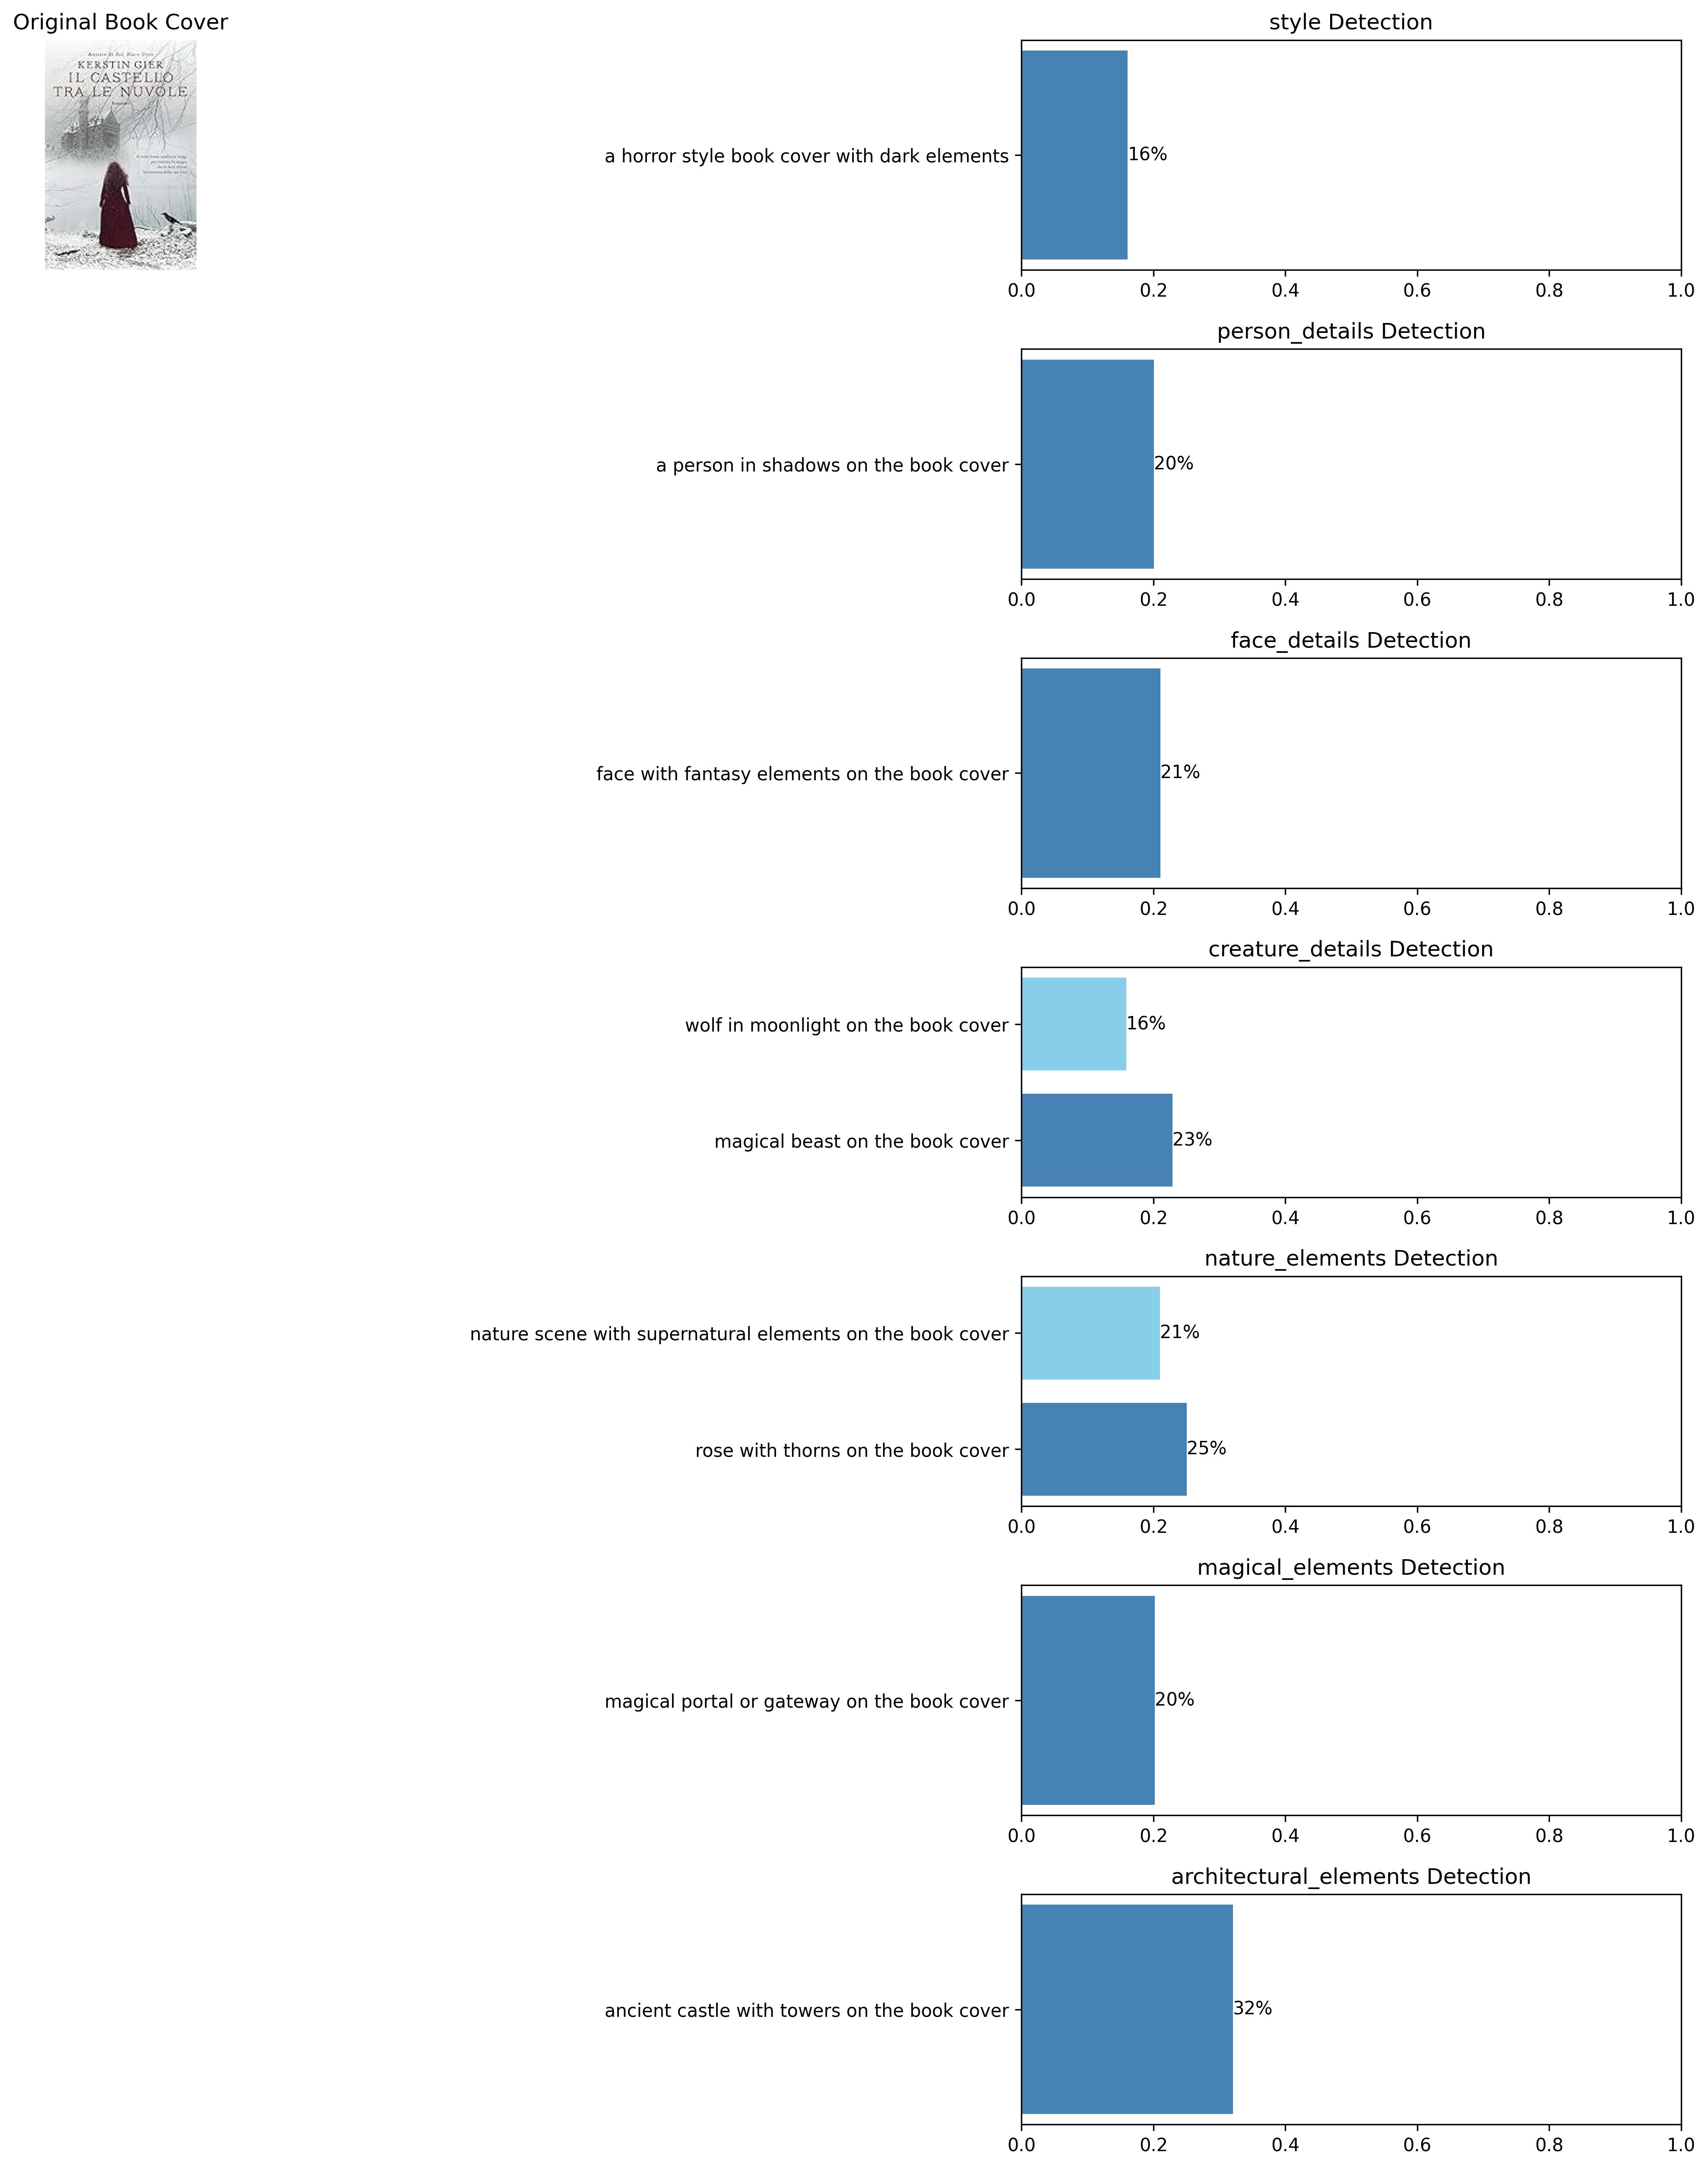 Original Book Cover
KERSTIN GIER
IL CASTELLO
TRA LE NUVOLE
Romanzo
style Detection
a horror style book cover with dark elements
16%
0.0 0.2 0.4 0.6 0.8 1.0
person_details Detection
a person in shadows on the book cover
20%
0.0 0.2 0.4 0.6 0.8 1.0
face_details Detection
face with fantasy elements on the book cover
21%
0.0 0.2 0.4 0.6 0.8 1.0
creature_details Detection
wolf in moonlight on the book cover
16%
magical beast on the book cover
23%
0.0 0.2 0.4 0.6 0.8 1.0
nature_elements Detection
nature scene with supernatural elements on the book cover
21%
rose with thorns on the book cover
25%
0.0 0.2 0.4 0.6 0.8 1.0
magical_elements Detection
magical portal or gateway on the book cover
20%
0.0 0.2 0.4 0.6 0.8 1.0
architectural_elements Detection
ancient castle with towers on the book cover
32%
0.0 0.2 0.4 0.6 0.8 1.0